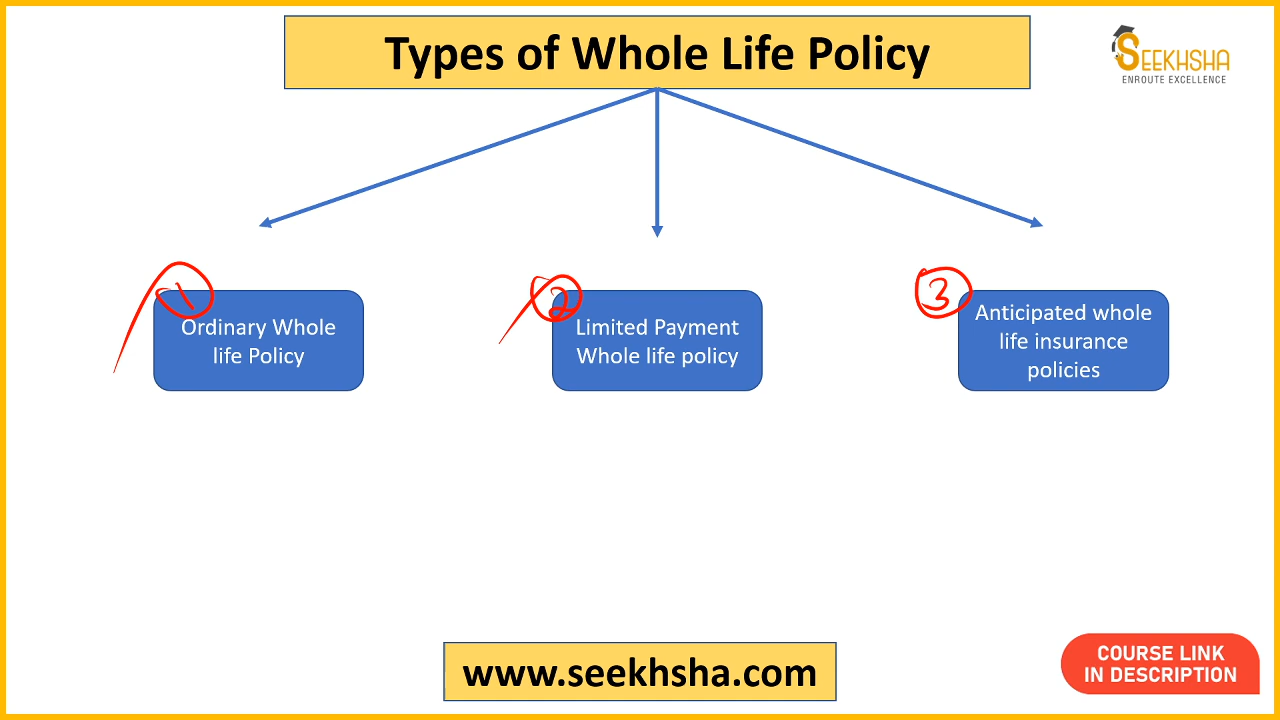 Types of Whole Life Policy
SEEKHSHA
ENROUTE EXCELLENCE
1
Ordinary Whole
life Policy
2
Limited Payment
Whole life policy
3
Anticipated whole
life insurance
policies
www.seekhsha.com
COURSE LINK
IN DESCRIPTION